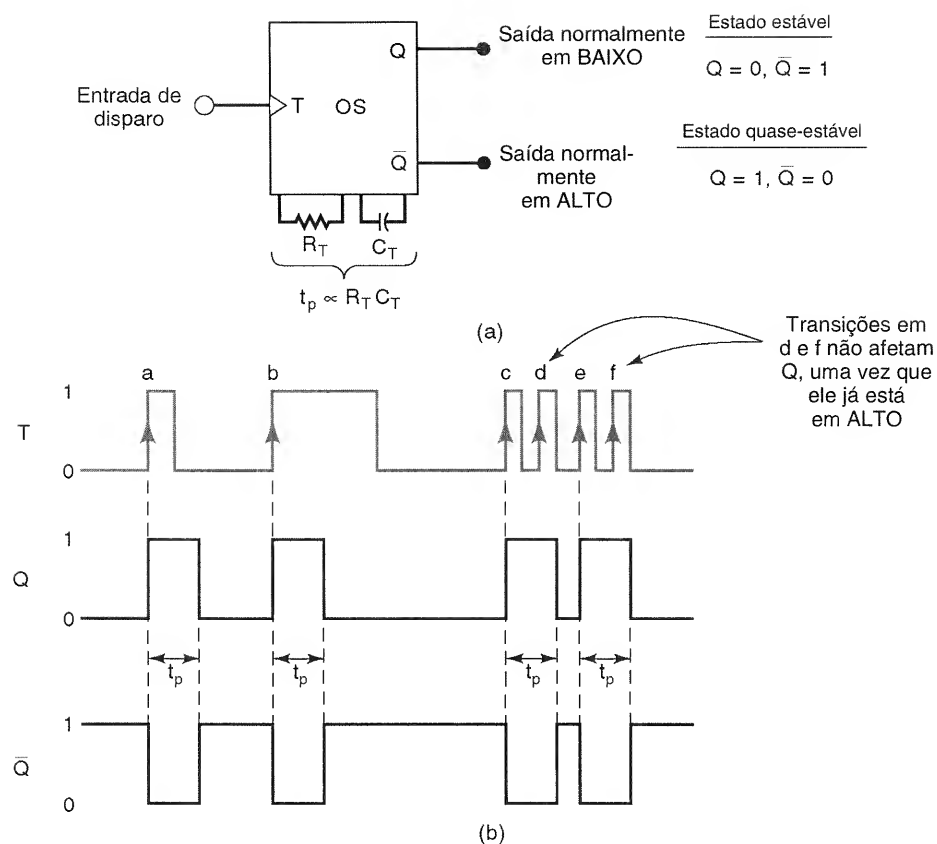 Entrada de
disparo
T
OS
Q
Q̅
R_T
C_T
t_p ∝ R_T C_T
Saída normalmente
em BAIXO
Saída normal-
mente
em ALTO
Estado estável
Q = 0, Q̅ = 1
Estado quase-estável
Q = 1, Q̅ = 0
(a)
Transições em
d e f não afetam
Q, uma vez que
ele já está
em ALTO
a b c d e f
1
T
0
1
Q
0
t_p t_p t_p t_p
1
Q̅
0
(b)